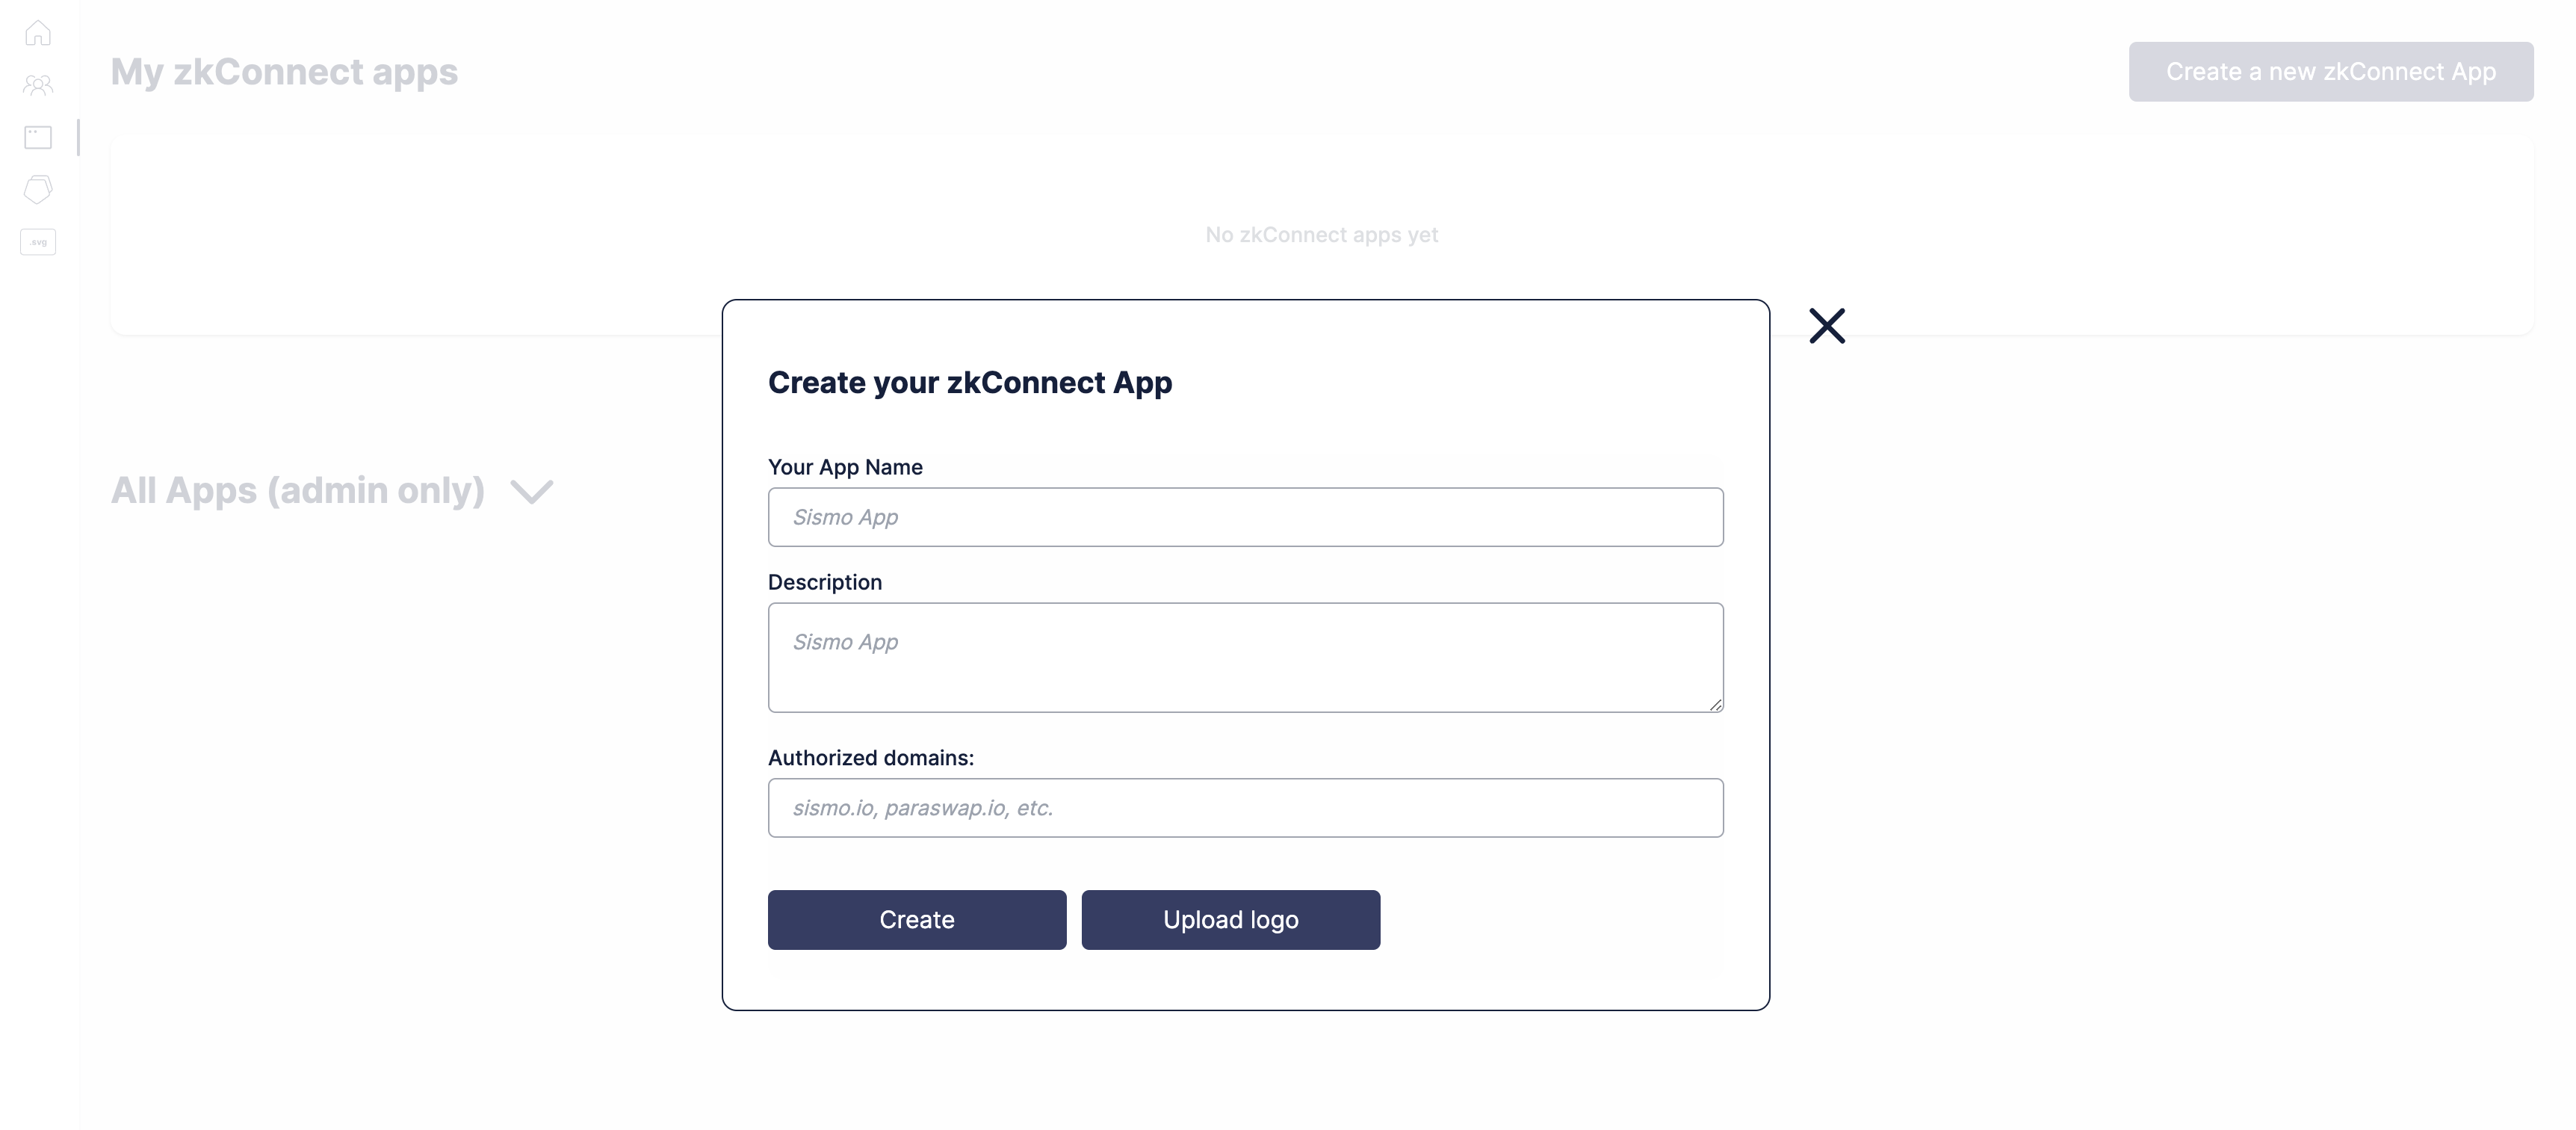 My zkConnect apps
Create a new zkConnect App
.svg
No zkConnect apps yet
Create your zkConnect App
Your App Name
Sismo App
All Apps (admin only)
Description
Sismo App
Authorized domains:
sismo.io, paraswap.io, etc.
Create
Upload logo